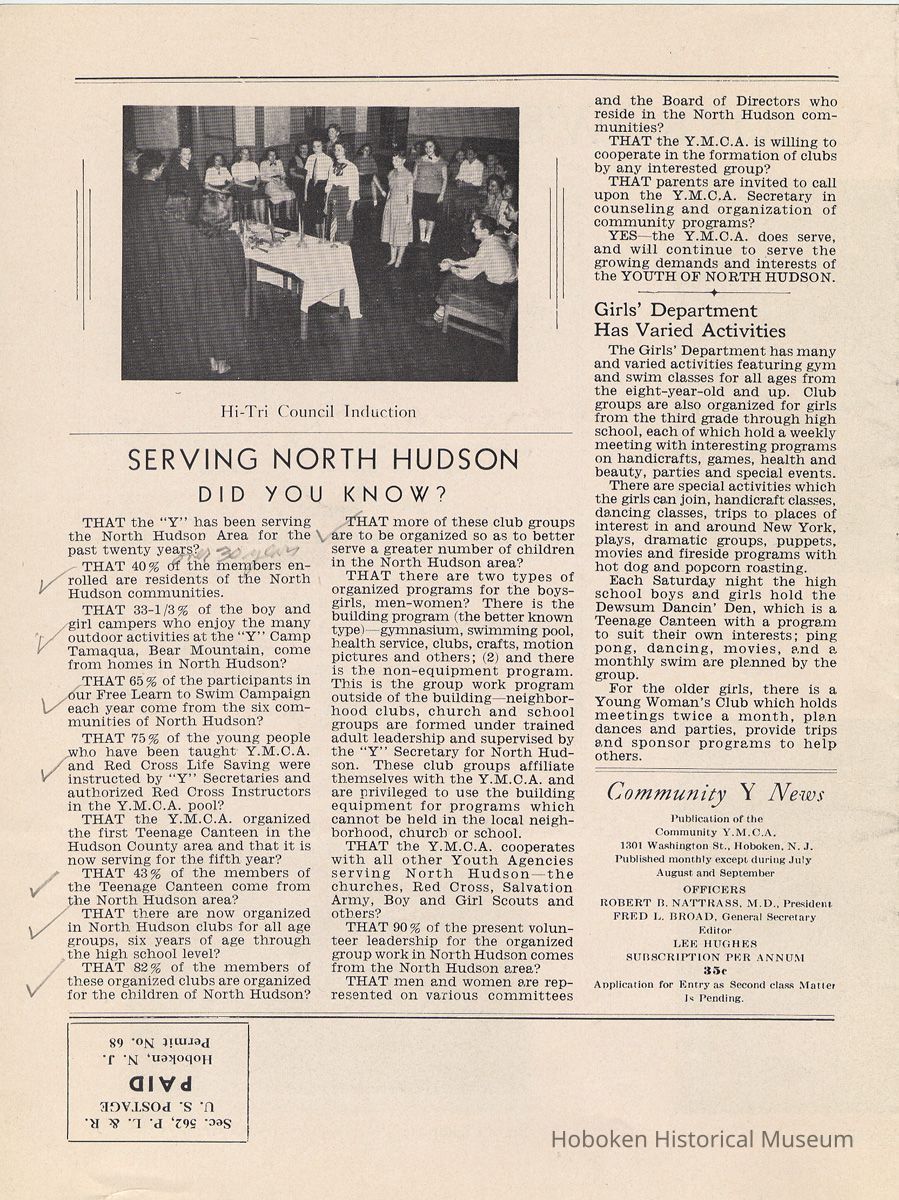 Hi-Tri Council Induction
SERVING NORTH HUDSON
DID YOU KNOW?
THAT the "Y" has been serving
the North Hudson Area for the
past twenty years?
over 30 years
THAT 40% of the members en-
rolled are residents of the North
Hudson communities.
THAT 33-1/3% of the boy and
girl campers who enjoy the many
outdoor activities at the "Y" Camp
Tamaqua, Bear Mountain, come
from homes in North Hudson?
THAT 65% of the participants in
our Free Learn to Swim Campaign
each year come from the six com-
munities of North Hudson?
THAT 75% of the young people
who have been taught Y.M.C.A.
and Red Cross Life Saving were
instructed by "Y" Secretaries and
authorized Red Cross Instructors
in the Y.M.C.A. pool?
THAT the Y.M.C.A. organized
the first Teenage Canteen in the
Hudson County area and that it is
now serving for the fifth year?
THAT 43% of the members of
the Teenage Canteen come from
the North Hudson area?
THAT there are now organized
in North Hudson clubs for all age
groups, six years of age through
the high school level?
THAT 82% of the members of
these organized clubs are organized
for the children of North Hudson?
THAT more of these club groups
are to be organized so as to better
serve a greater number of children
in the North Hudson area?
THAT there are two types of
organized programs for the boys-
girls, men-women? There is the
building program (the better known
type)—gymnasium, swimming pool,
health service, clubs, crafts, motion
pictures and others; (2) and there
is the non-equipment program.
This is the group work program
outside of the building—neighbor-
hood clubs, church and school
groups are formed under trained
adult leadership and supervised by
the "Y" Secretary for North Hud-
son. These club groups affiliate
themselves with the Y.M.C.A. and
are privileged to use the building
equipment for programs which
cannot be held in the local neigh-
borhood, church or school.
THAT the Y.M.C.A. cooperates
with all other Youth Agencies
serving North Hudson—the
churches, Red Cross, Salvation
Army, Boy and Girl Scouts and
others?
THAT 90% of the present volun-
teer leadership for the organized
group work in North Hudson comes
from the North Hudson area?
THAT men and women are rep-
resented on various committees
and the Board of Directors who
reside in the North Hudson com-
munities?
THAT the Y.M.C.A. is willing to
cooperate in the formation of clubs
by any interested group?
THAT parents are invited to call
upon the Y.M.C.A. Secretary in
counseling and organization of
community programs?
YES—the Y.M.C.A. does serve,
and will continue to serve the
growing demands and interests of
the YOUTH OF NORTH HUDSON.
Girls' Department
Has Varied Activities
The Girls' Department has many
and varied activities featuring gym
and swim classes for all ages from
the eight-year-old and up. Club
groups are also organized for girls
from the third grade through high
school, each of which hold a weekly
meeting with interesting programs
on handicrafts, games, health and
beauty, parties and special events.
There are special activities which
the girls can join, handicraft classes,
dancing classes, trips to places of
interest in and around New York,
plays, dramatic groups, puppets,
movies and fireside programs with
hot dog and popcorn roasting.
Each Saturday night the high
school boys and girls hold the
Dewsum Dancin' Den, which is a
Teenage Canteen with a program
to suit their own interests; ping
pong, dancing, movies, and a
monthly swim are planned by the
group.
For the older girls, there is a
Young Woman's Club which holds
meetings twice a month, plan
dances and parties, provide trips
and sponsor programs to help
others.
Community Y News
Publication of the
Community Y.M.C.A.
1301 Washington St., Hoboken, N. J.
Published monthly except during July
August and September
OFFICERS
ROBERT B. NATTRASS, M.D., President
FRED L. BROAD, General Secretary
Editor
LEE HUGHES
SUBSCRIPTION PER ANNUM
35c
Application for Entry as Second class Matter
Is Pending.
Sec. 562, P. L. & R.
U. S. POSTAGE
PAID
Hoboken, N. J.
Permit No. 68
Hoboken Historical Museum